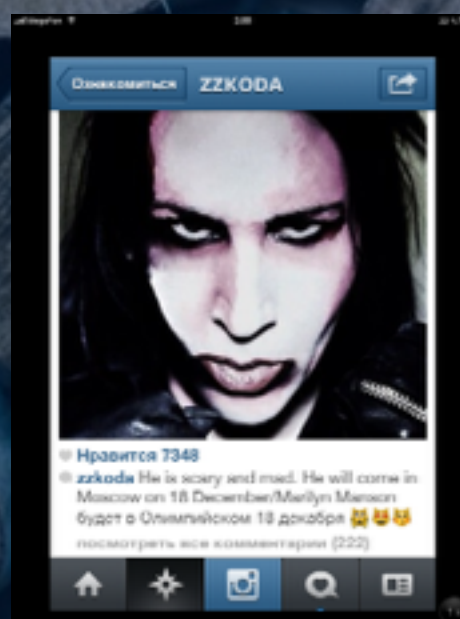 Ознакомиться
ZZKODA
Нравится 7348
zzkoda He is scary and mad. He will come in
Moscow on 18 December/Marilyn Manson
будет в Олимпийском 18 декабря
посмотреть все комментарии (222)